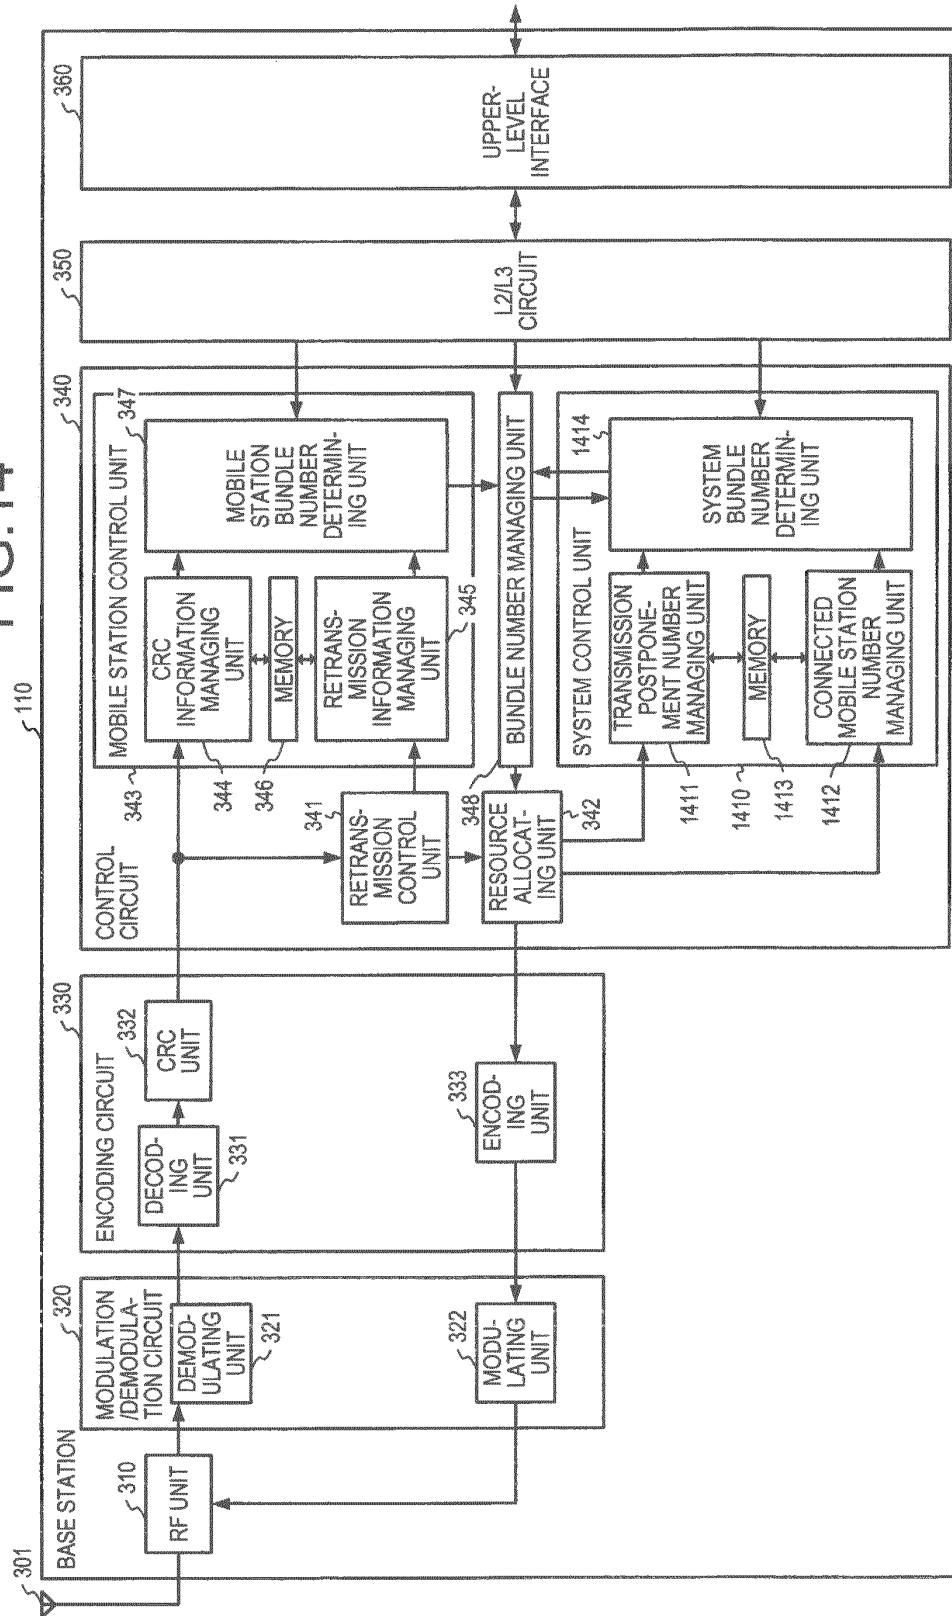 FIG.14
110
301
BASE STATION
310
RF UNIT
320
MODULATION
/DEMODULA-
TION CIRCUIT
DEMOD-
ULATING
UNIT
321
322
MODU-
LATING
UNIT
330
ENCODING CIRCUIT
DECOD-
ING
UNIT
331
332
CRC
UNIT
333
ENCOD-
ING
UNIT
340
CONTROL
CIRCUIT
341
RETRANS-
MISSION
CONTROL
UNIT
RESOURCE
ALLOCAT-
ING UNIT
342
343
MOBILE STATION CONTROL UNIT
CRC
INFORMATION
MANAGING
UNIT
344
MEMORY
346
RETRANS-
MISSION
INFORMATION
MANAGING
UNIT
345
347
MOBILE
STATION
BUNDLE
NUMBER
DETERMIN-
ING UNIT
348
BUNDLE NUMBER MANAGING UNIT
SYSTEM CONTROL UNIT
1410
TRANSMISSION
POSTPONE-
MENT NUMBER
MANAGING UNIT
1411
MEMORY
1413
CONNECTED
MOBILE STATION
NUMBER
MANAGING UNIT
1412
1414
SYSTEM
BUNDLE
NUMBER
DETERMIN-
ING UNIT
350
L2/L3
CIRCUIT
360
UPPER-
LEVEL
INTERFACE